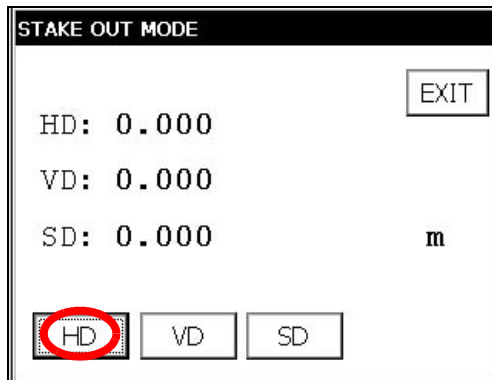 STAKE OUT MODE
EXIT
HD: 0.000
VD: 0.000
SD: 0.000 m
HD VD SD